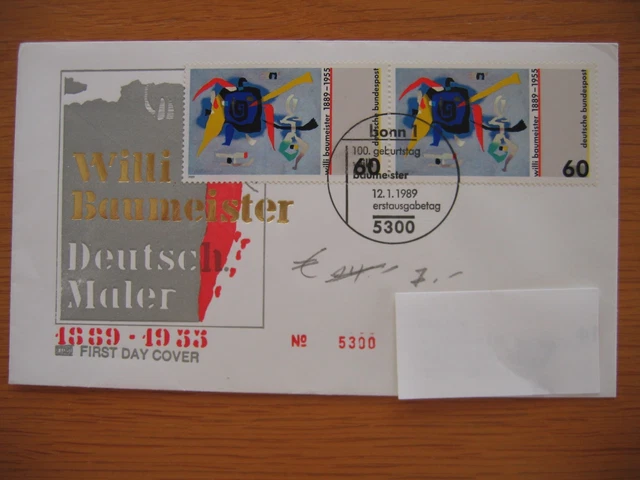 Willi
Baumeister
Deutsch.
Maler
1889-1955
FIRST DAY COVER
willi baumeister 1889-1955
deutsche bundespost
60
willi baumeister 1889-1955
deutsche bundespost
60
bonn 1
100. geburtstag
baumeister
12.1.1989
erstausgabetag
5300
€ 7.-
No 5300